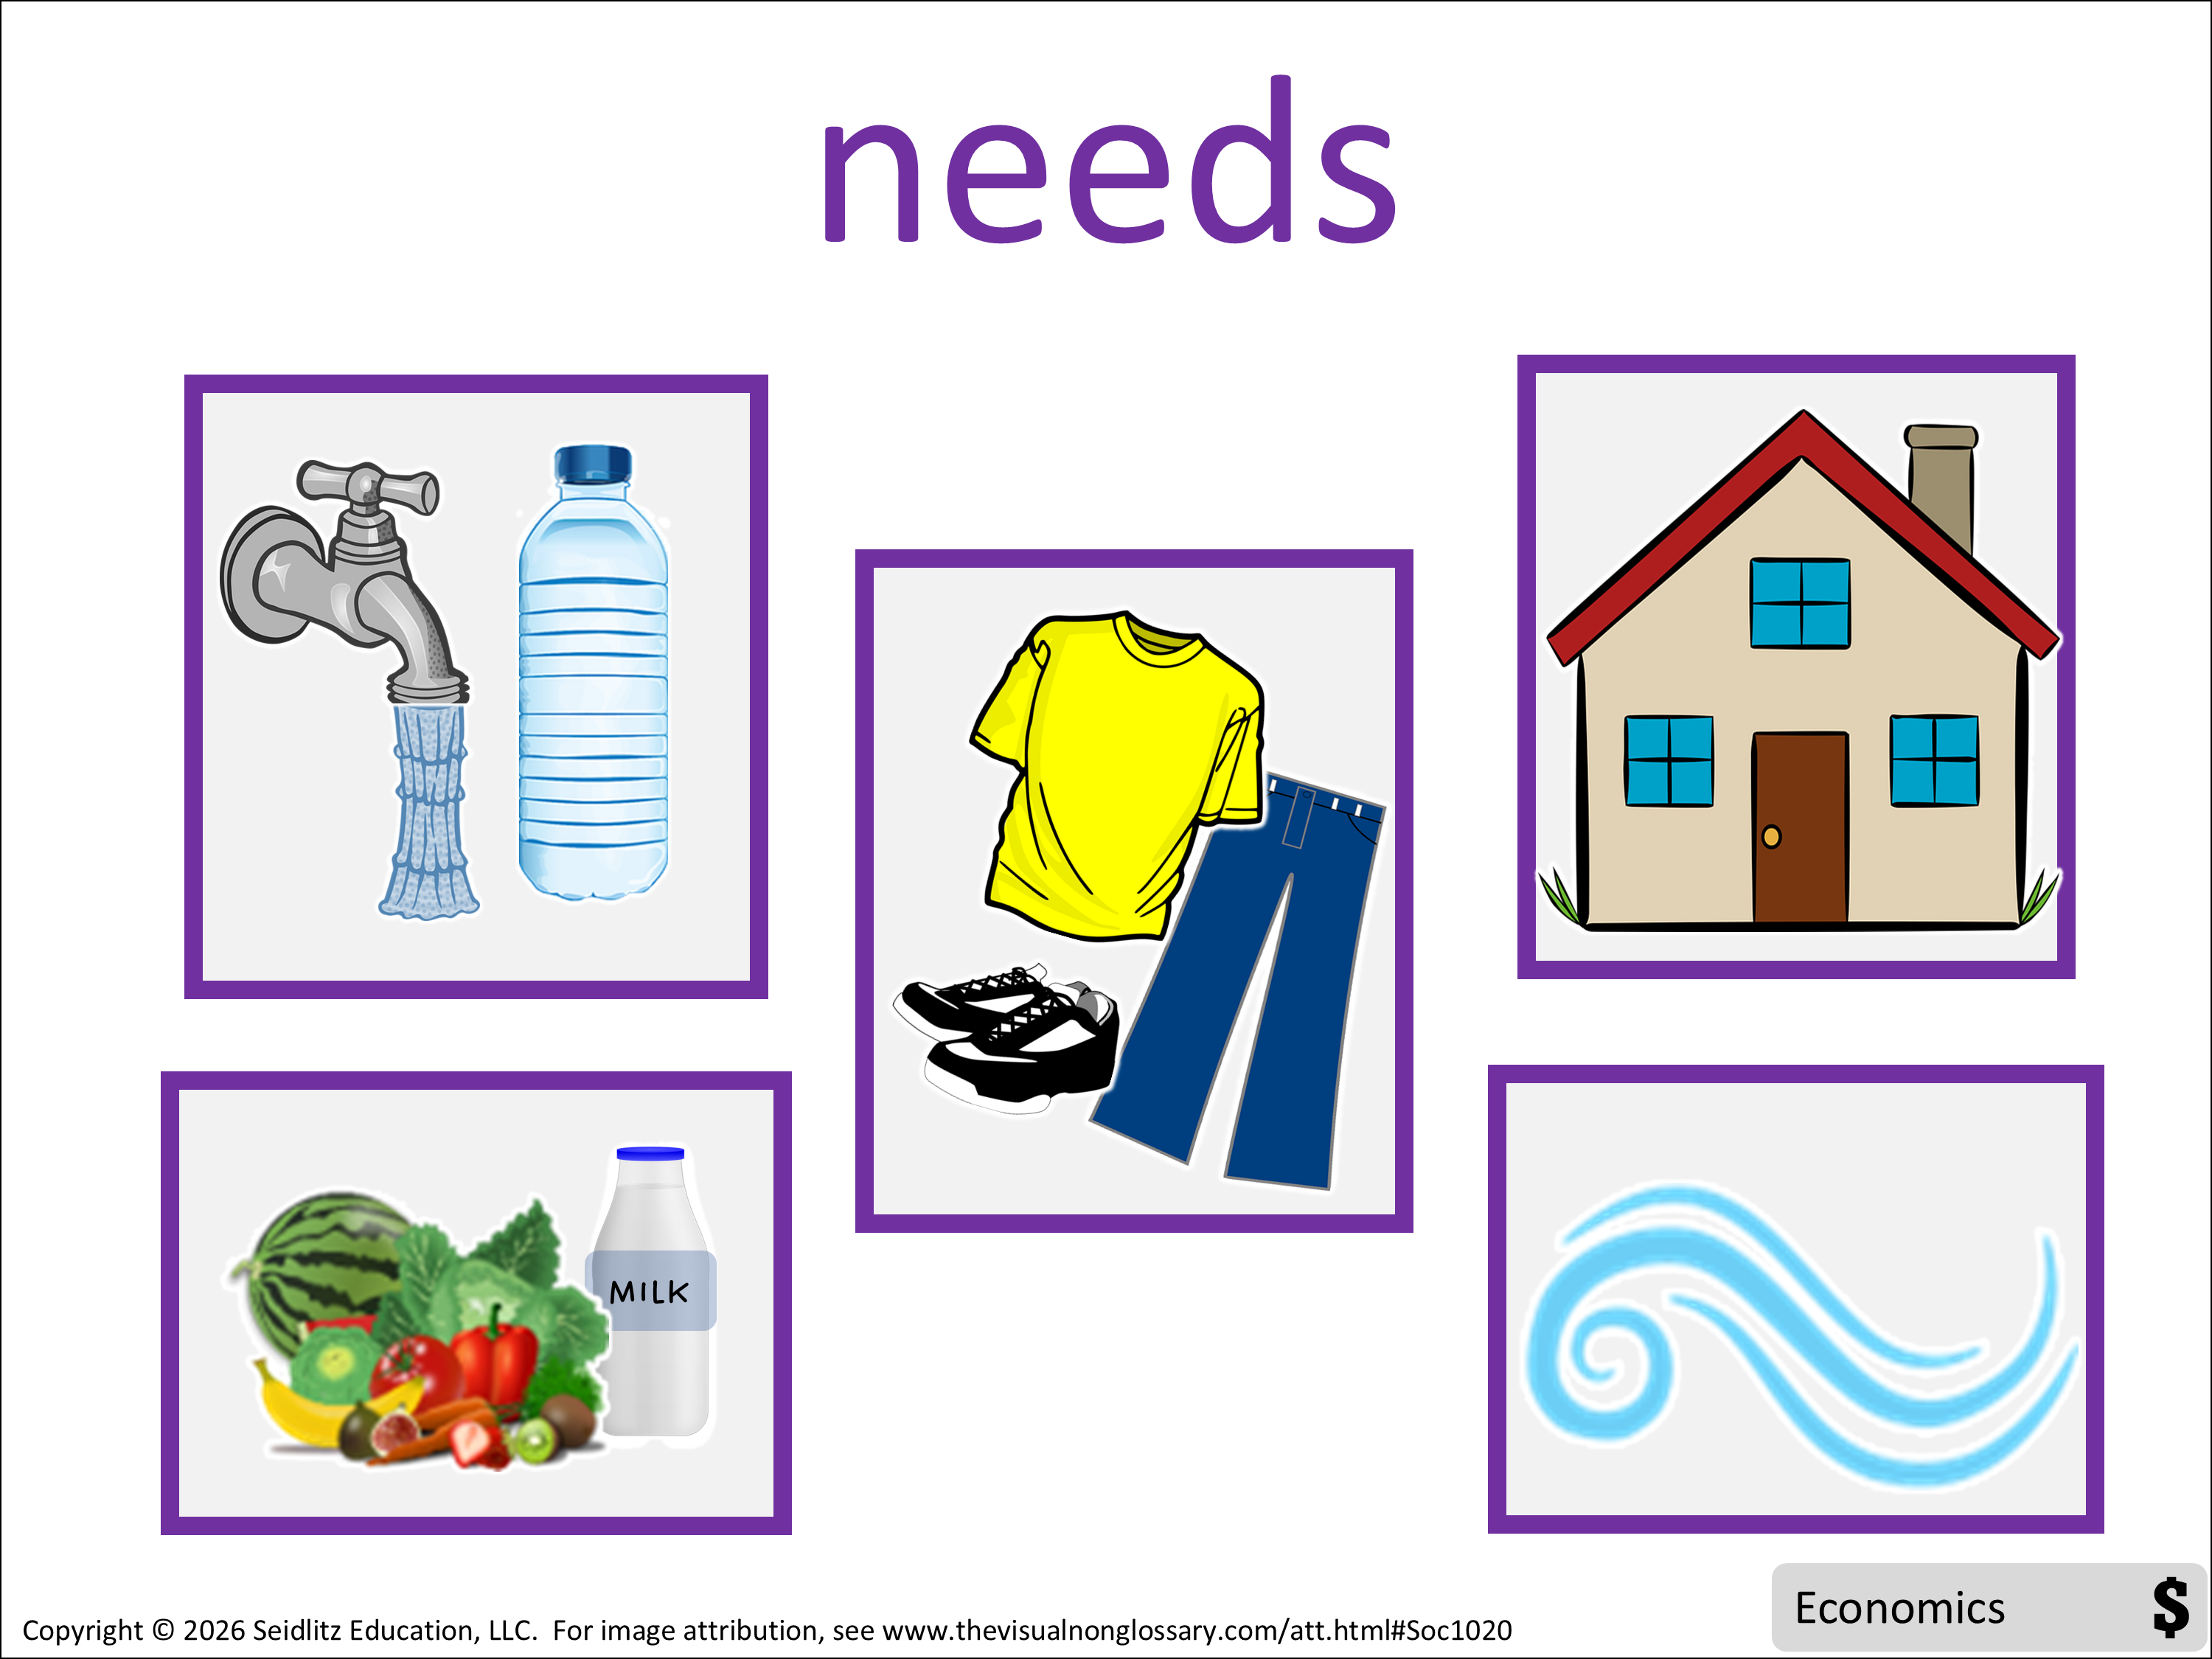 needs
MILK
Economics $
Copyright © 2026 Seidlitz Education, LLC.  For image attribution, see www.thevisualnonglossary.com/att.html#Soc1020